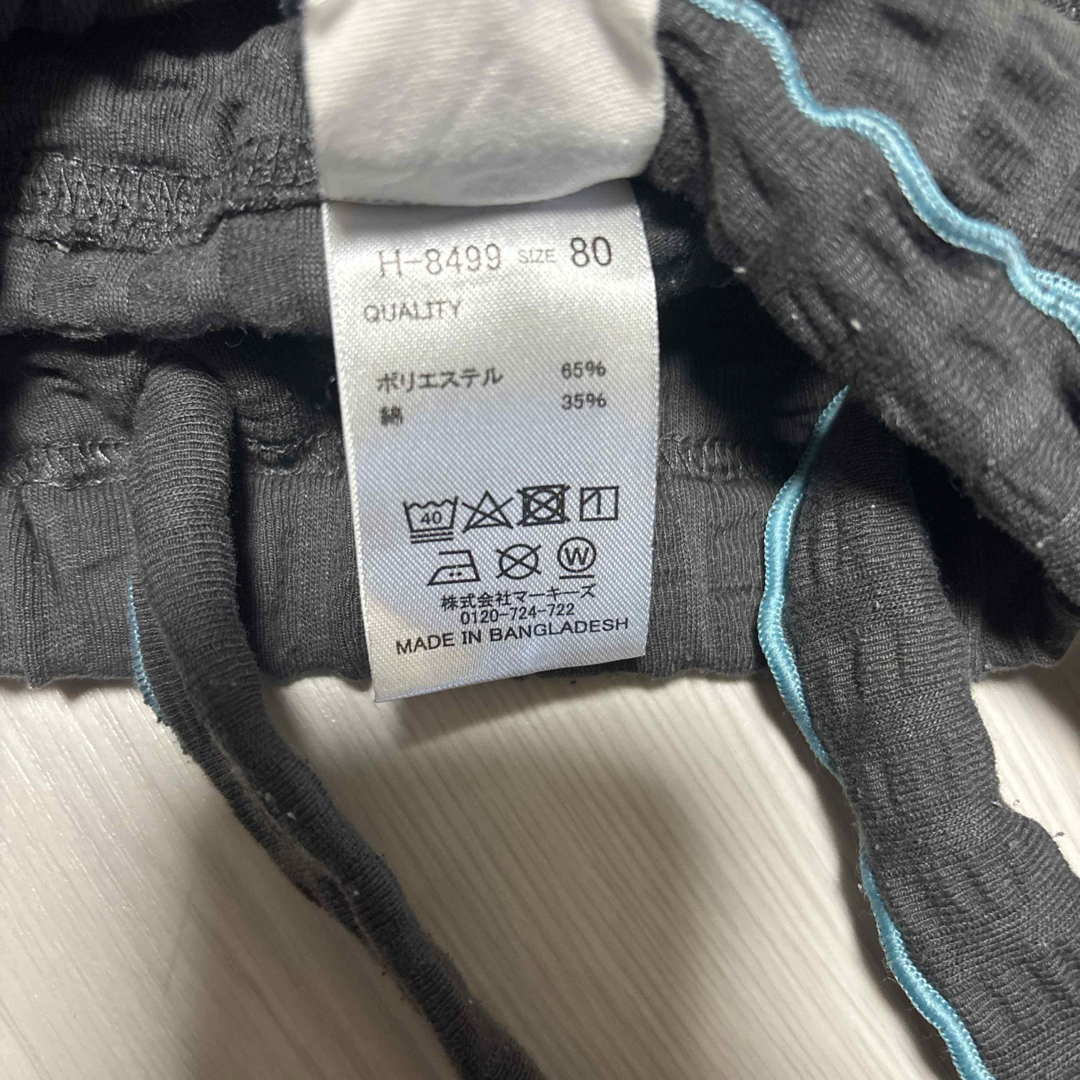 H-8499 SIZE 80
QUALITY
ポリエステル 65%
綿 35%
40
W
株式会社マーキーズ
0120-724-722
MADE IN BANGLADESH